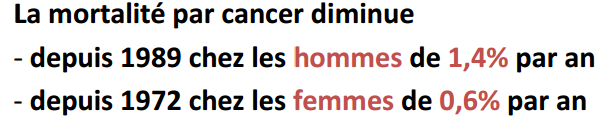 La mortalité par cancer diminue
- depuis 1989 chez les hommes de 1,4% par an
- depuis 1972 chez les femmes de 0,6% par an